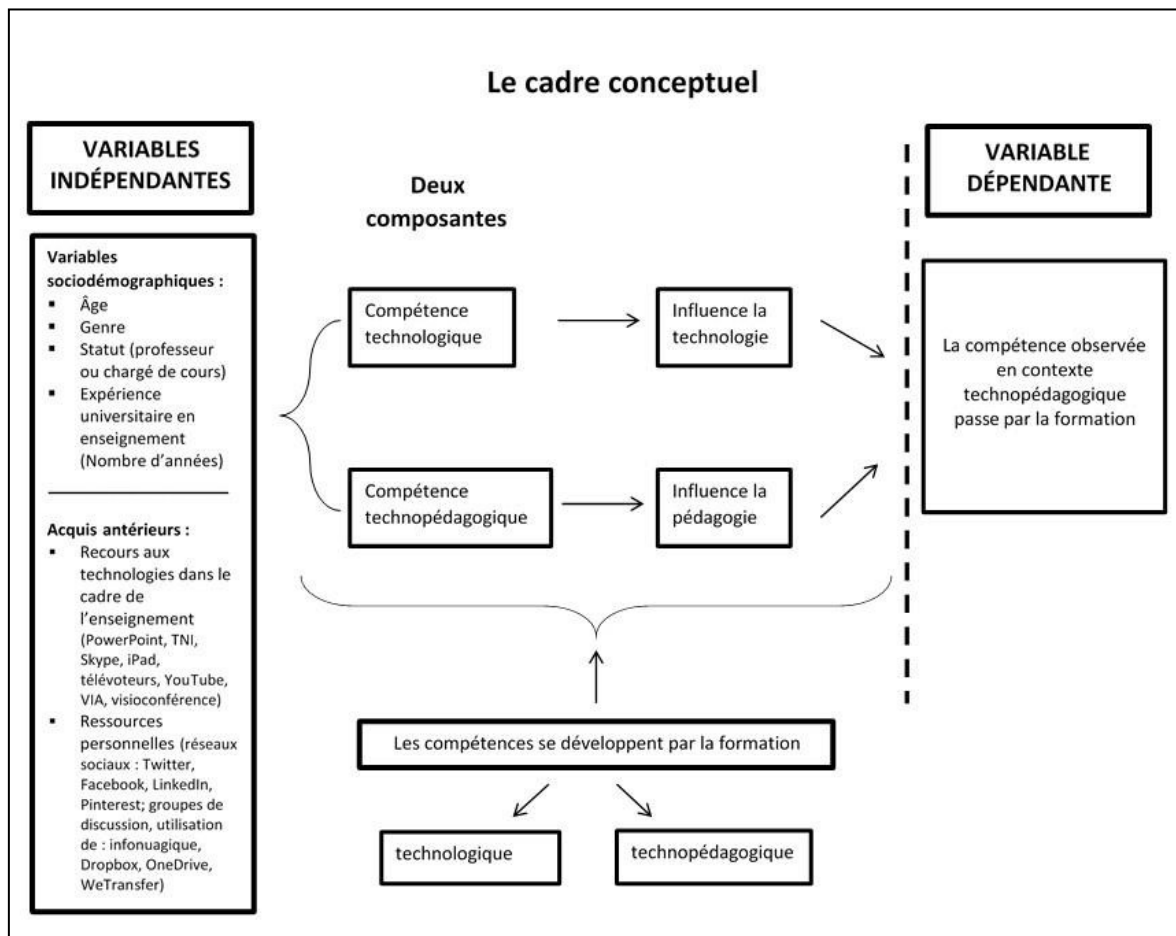 Le cadre conceptuel
VARIABLES
INDÉPENDANTES
Variables
sociodémographiques :
▪ Âge
▪ Genre
▪ Statut (professeur
ou chargé de cours)
▪ Expérience
universitaire en
enseignement
(Nombre d'années)
Acquis antérieurs :
▪ Recours aux
technologies dans le
cadre de
l'enseignement
(PowerPoint, TNI,
Skype, iPad,
télévoteurs, YouTube,
VIA, visioconférence)
▪ Ressources
personnelles (réseaux
sociaux : Twitter,
Facebook, LinkedIn,
Pinterest; groupes de
discussion, utilisation
de : infonuagique,
Dropbox, OneDrive,
WeTransfer)
Deux
composantes
Compétence
technologique
Influence la
technologie
Compétence
technopédagogique
Influence la
pédagogie
Les compétences se développent par la formation
technologique
technopédagogique
VARIABLE
DÉPENDANTE
La compétence observée
en contexte
technopédagogique
passe par la formation